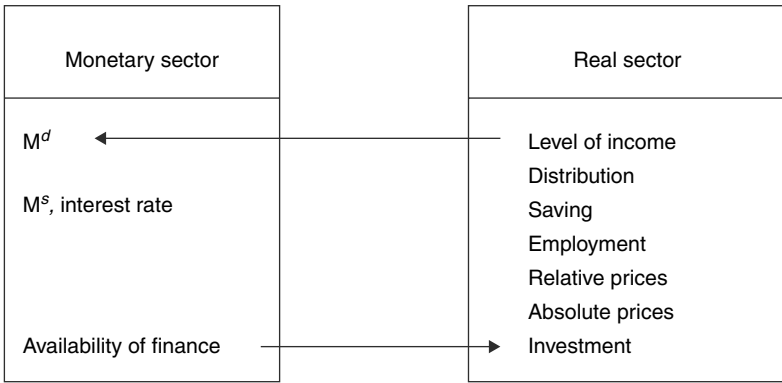 Monetary sector
Real sector
M^d
Level of income
Distribution
M^s, interest rate
Saving
Employment
Relative prices
Absolute prices
Availability of finance
Investment